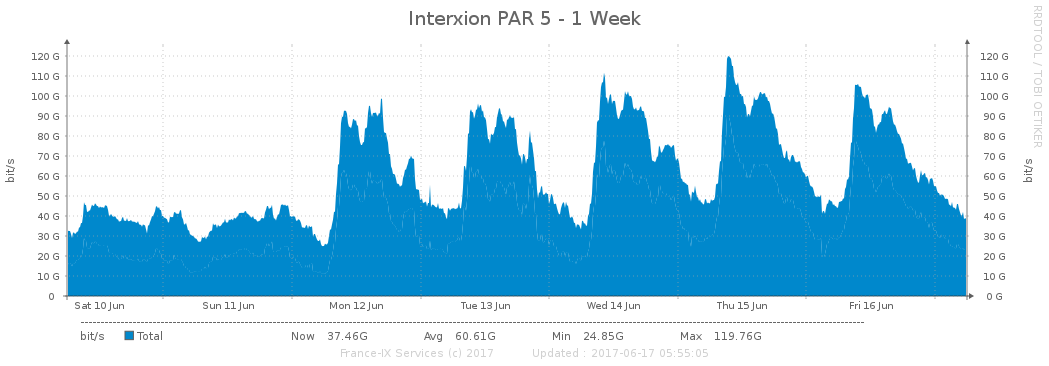 Interxion PAR 5 - 1 Week
RRDTOOL / TOBI OETIKER
120 G 120 G
110 G 110 G
100 G 100 G
90 G 90 G
80 G 80 G
70 G 70 G
60 G 60 G
50 G 50 G
40 G 40 G
30 G 30 G
20 G 20 G
10 G 10 G
0 0 G
bit/s bit/s
Sat 10 Jun Sun 11 Jun Mon 12 Jun Tue 13 Jun Wed 14 Jun Thu 15 Jun Fri 16 Jun
bit/s Total Now 37.46G Avg 60.61G Min 24.85G Max 119.76G
France-IX Services (c) 2017 Updated : 2017-06-17 05:55:05